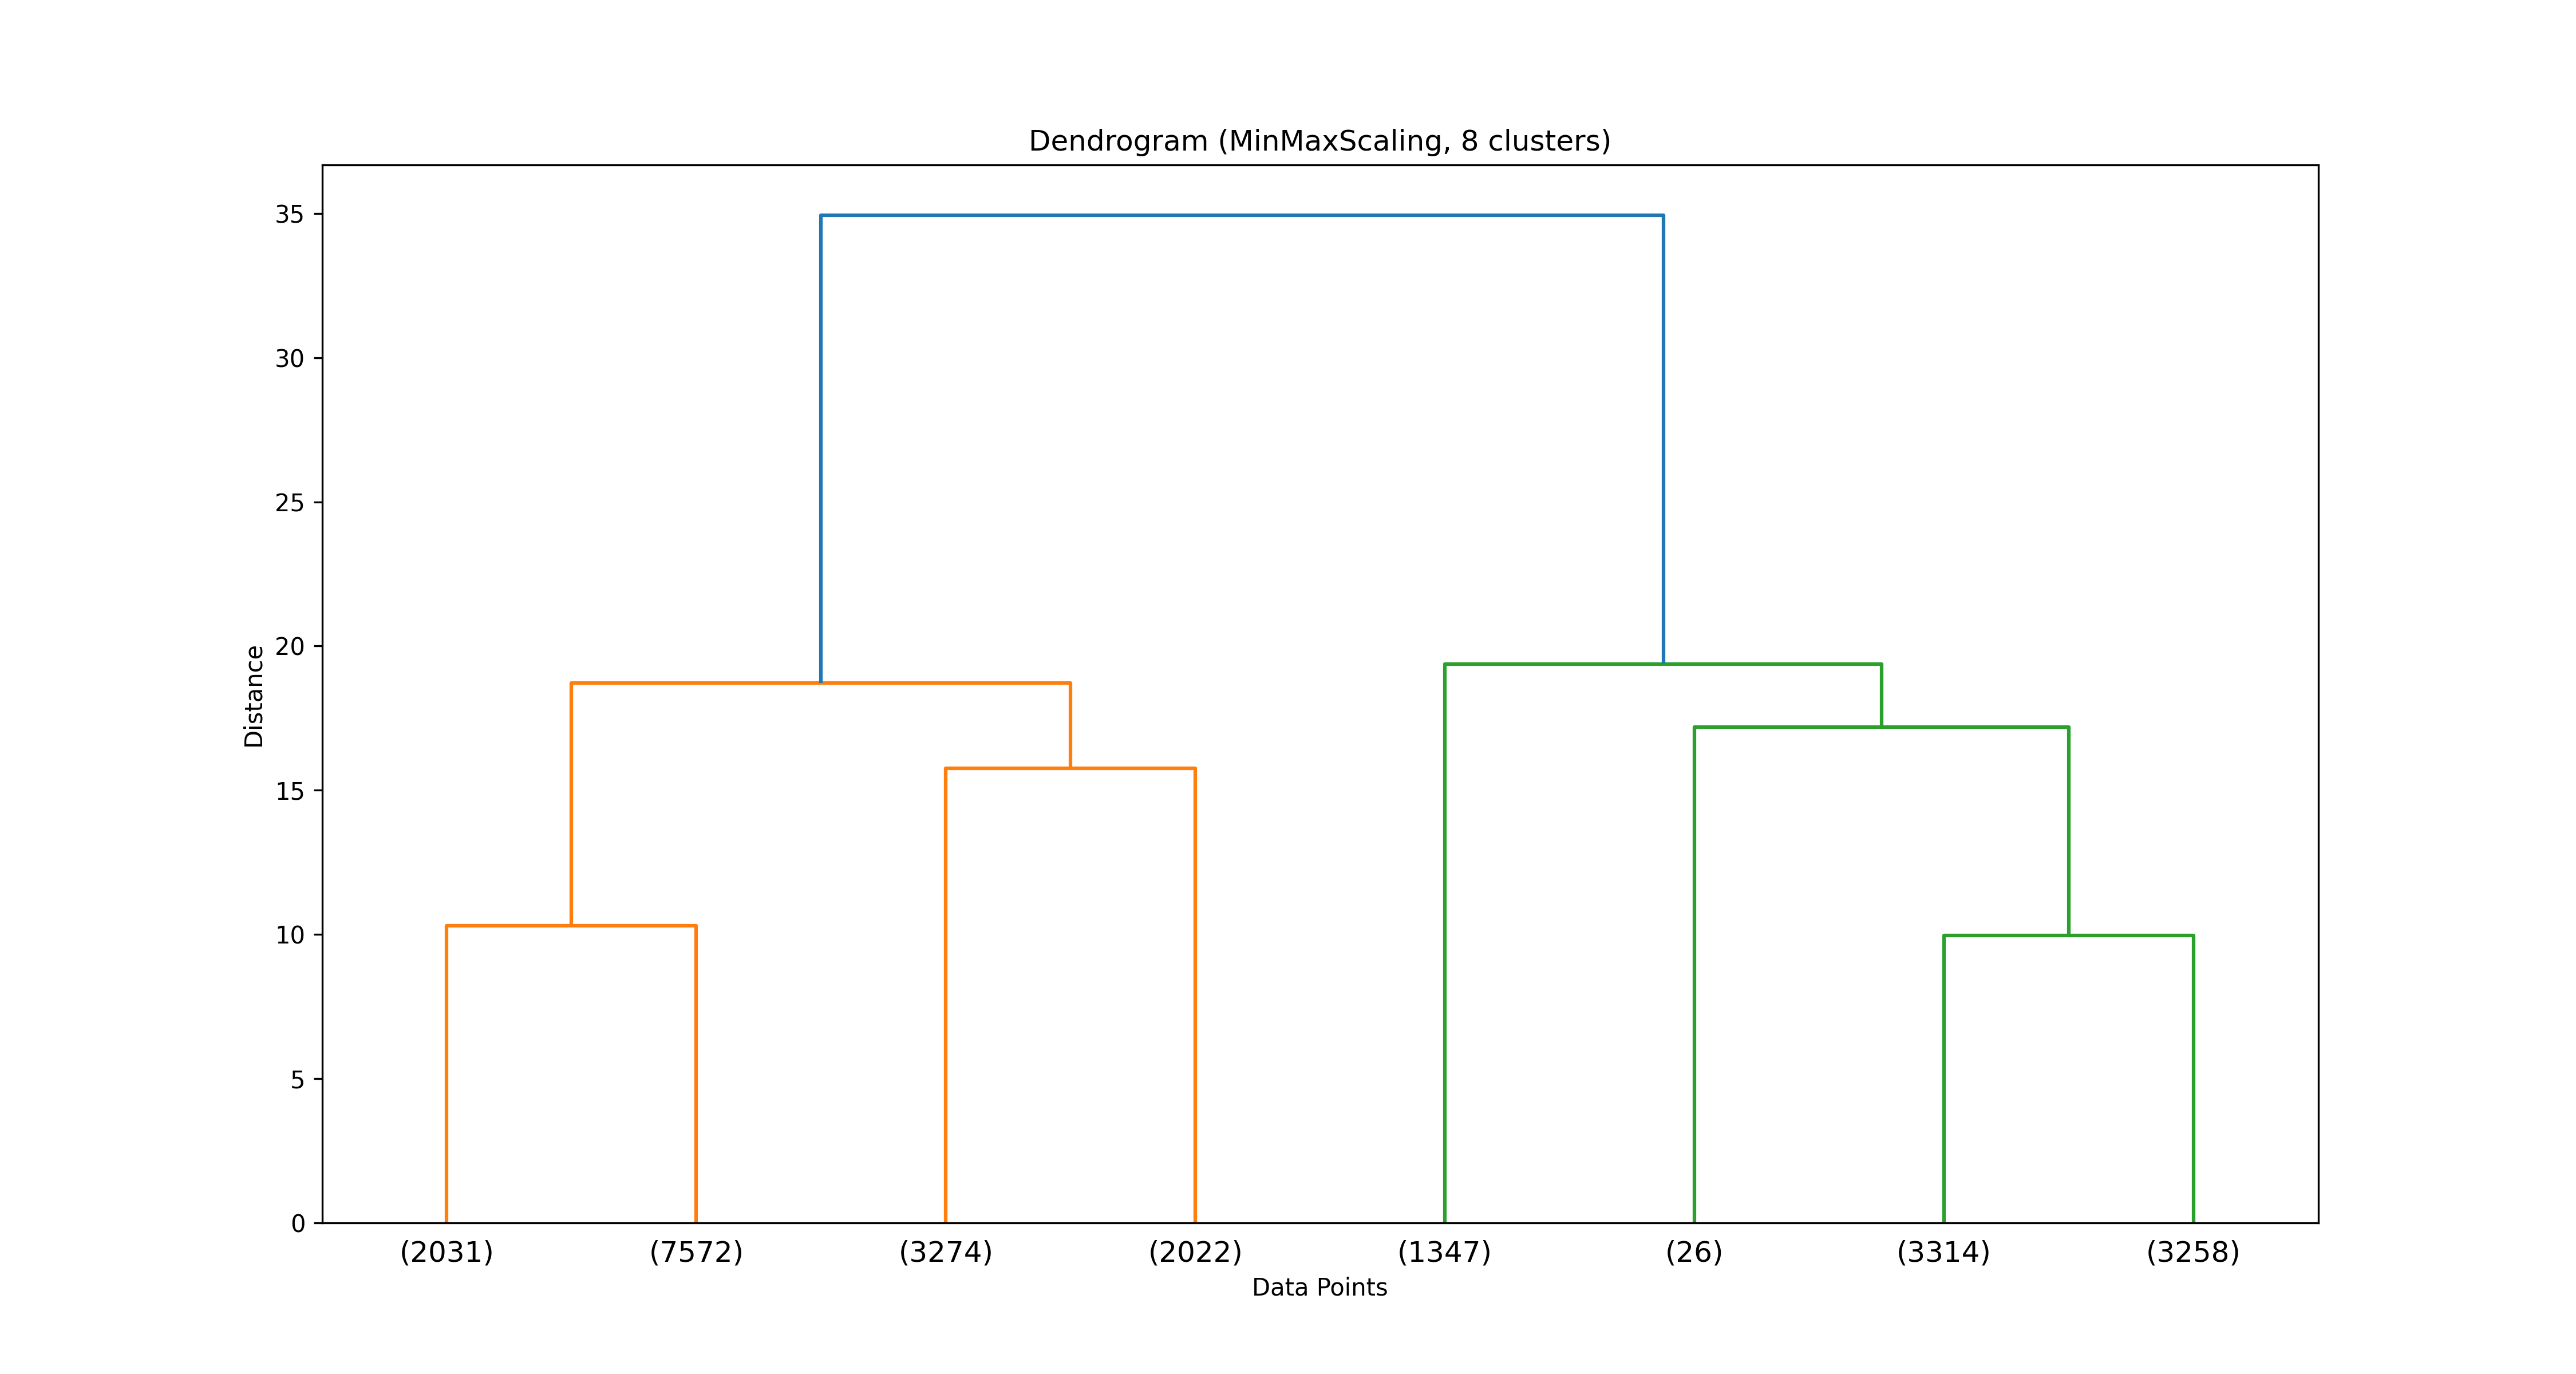 Dendrogram (MinMaxScaling, 8 clusters)
35
30
25
20
15
10
5
0
Distance
(2031) (7572) (3274) (2022) (1347) (26) (3314) (3258)
Data Points